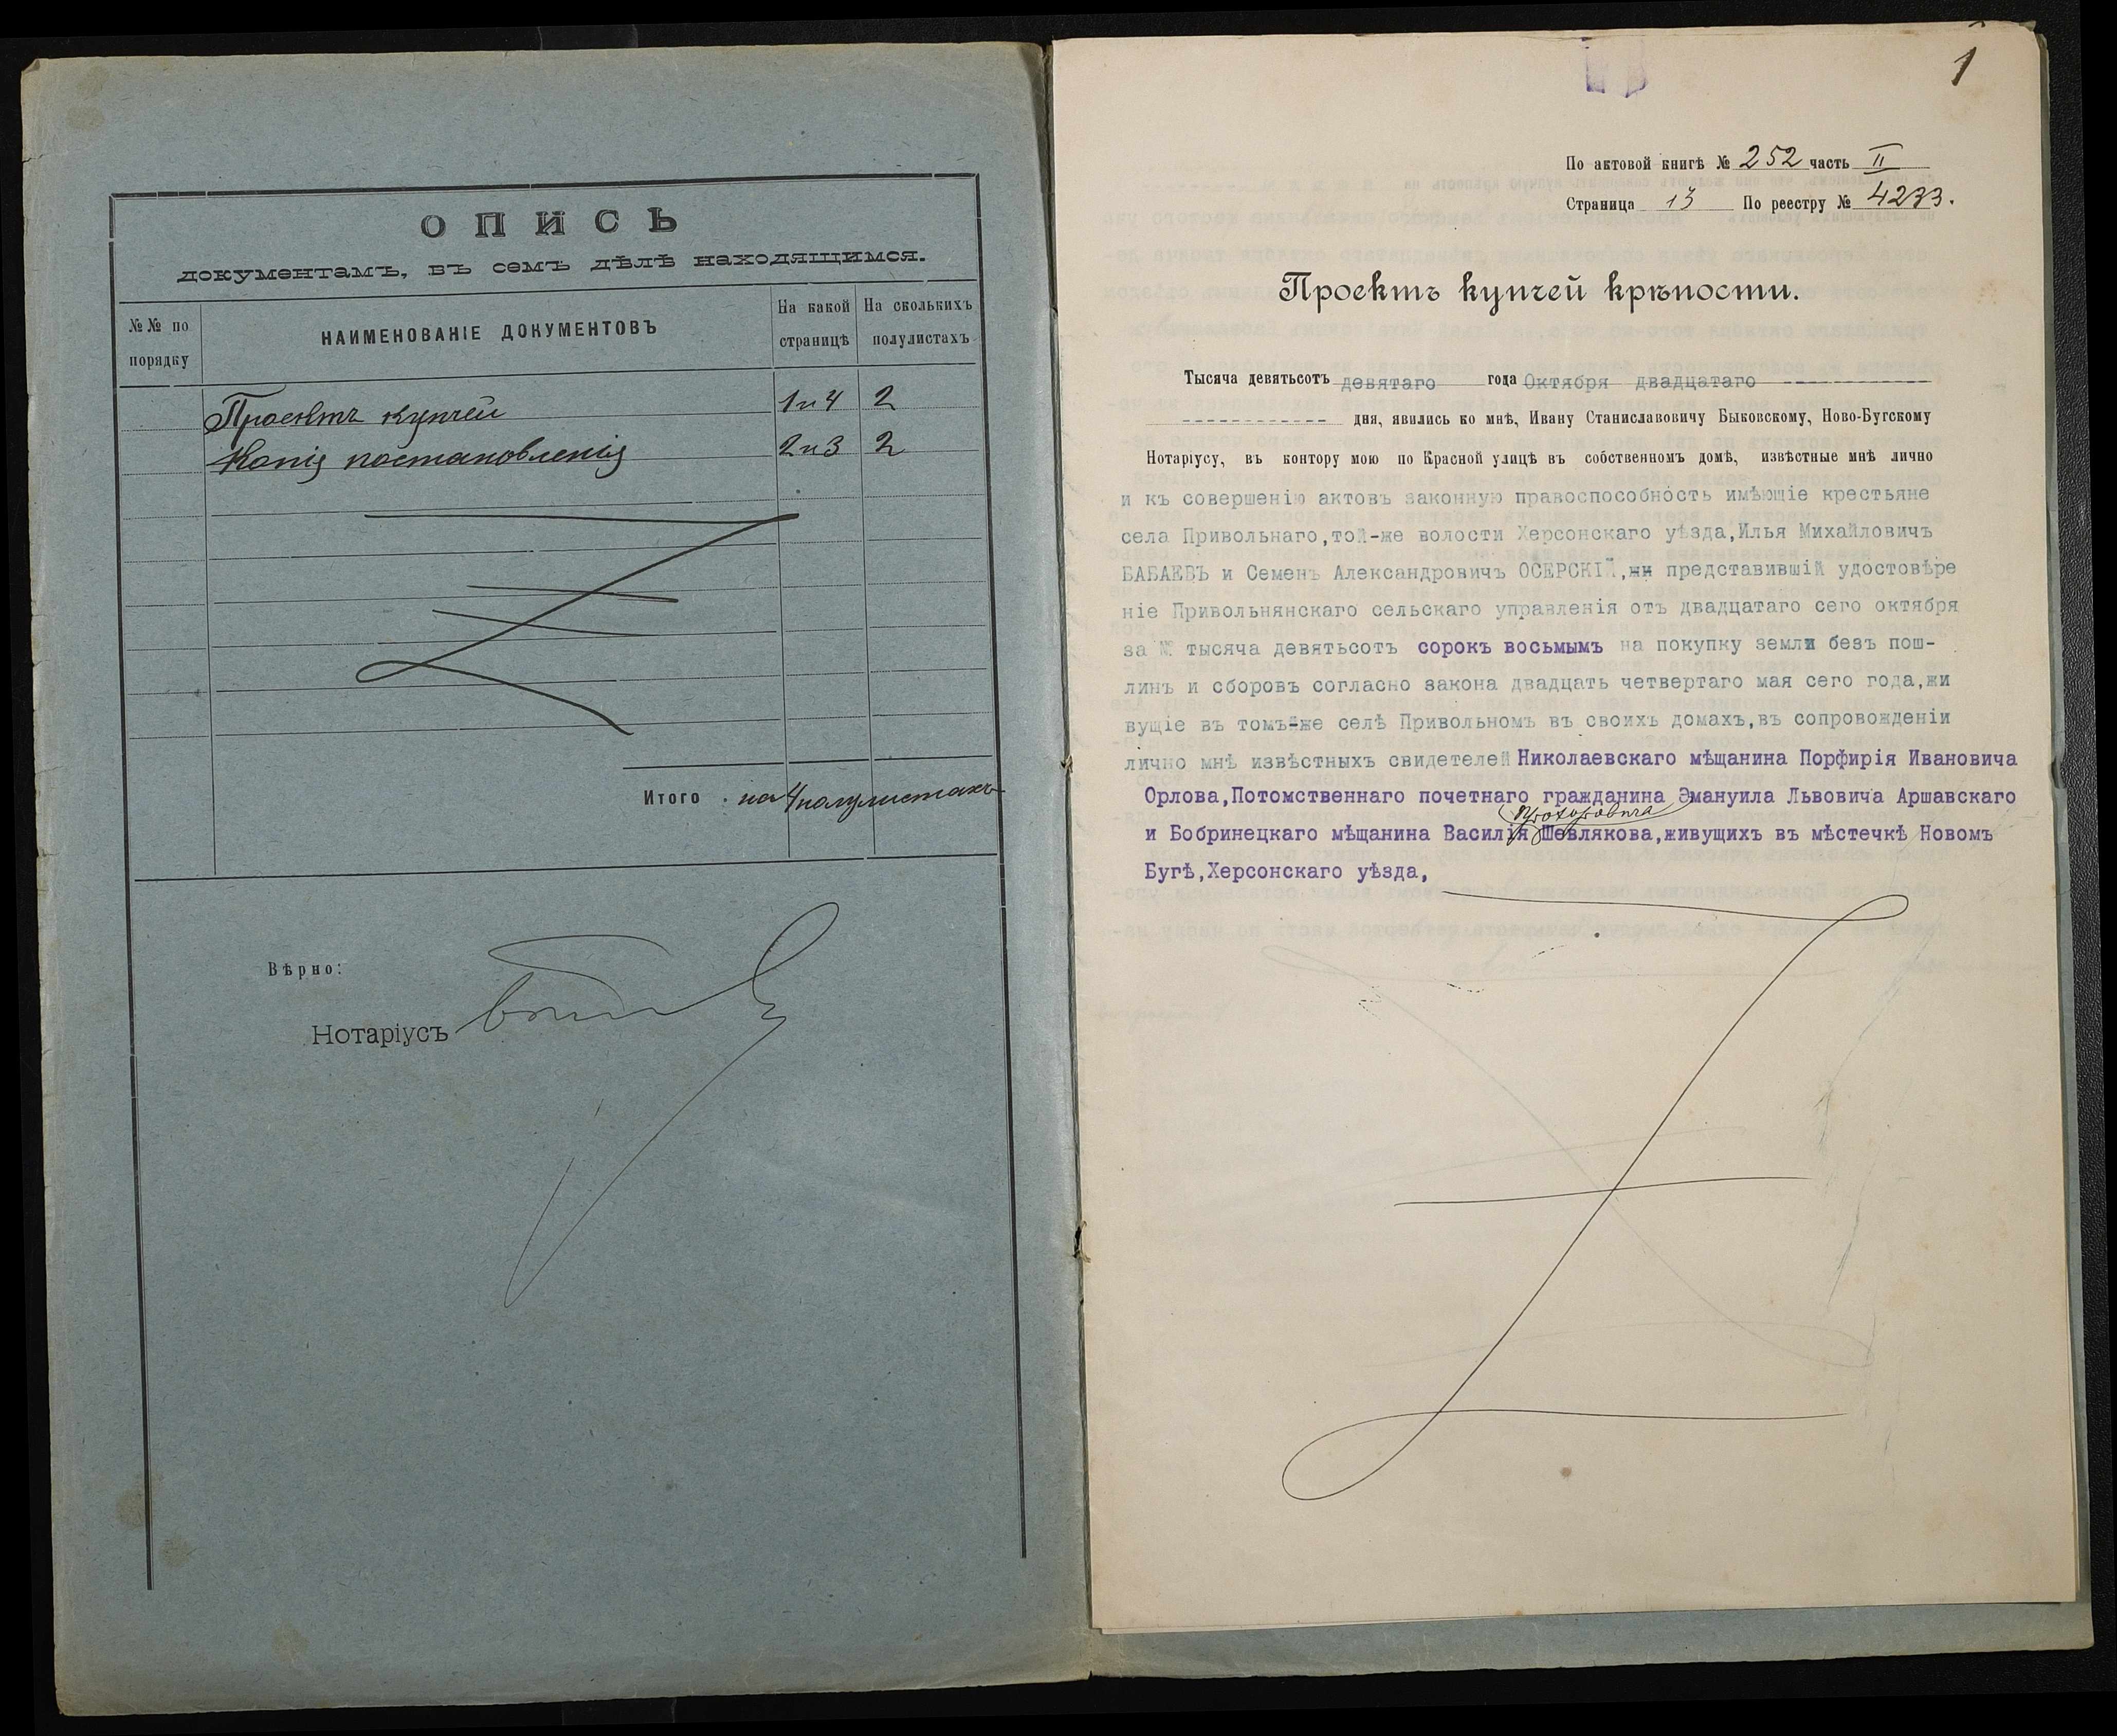 ОПИСЬ
документамъ, въ семъ дѣлѣ находящимся.
№№ по порядку
НАИМЕНОВАНІЕ ДОКУМЕНТОВЪ
На какой страницѣ
На сколькихъ полулистахъ
Проектъ купчей 1 и 4 2
Копія постановленія 2 и 3 2
Итого на 4 полулистахъ
Вѣрно:
Нотаріусъ
1
По актовой книгѣ № 252 часть II
Страница 13 По реестру № 4233.
Проектъ купчей крѣпости.
Тысяча девятьсотъ девятаго года Октября двадцатаго ------------
------------ дня, явились ко мнѣ, Ивану Станиславовичу Быковскому, Ново-Бугскому
Нотаріусу, въ контору мою по Красной улицѣ въ собственномъ домѣ, извѣстные мнѣ лично
и къ совершенію актовъ законную правоспособность имѣющіе крестьяне
села Привольнаго,той-же волости Херсонскаго уѣзда,Илья Михайловичъ
БАБАЕВЪ и Семенъ Александровичъ ОСЕРСКІЙ, представившій удостовѣре
ніе Привольнянскаго сельскаго управленія отъ двадцатаго сего октября
за № тысяча девятьсотъ сорокъ восьмымъ на покупку земли безъ пош-
линъ и сборовъ согласно закона двадцать четвертаго мая сего года,жи
вущіе въ томъ-же селѣ Привольномъ въ своихъ домахъ,въ сопровожденіи
лично мнѣ извѣстныхъ свидетелей Николаевскаго мѣщанина Порфирія Ивановича
Орлова,Потомственнаго почетнаго гражданина Эмануила Львовича Аршавскаго
Прохоровича
и Бобринецкаго мѣщанина Василія Шевлякова,живущихъ въ мѣстечкѣ Новомъ
Бугѣ,Херсонскаго уѣзда,